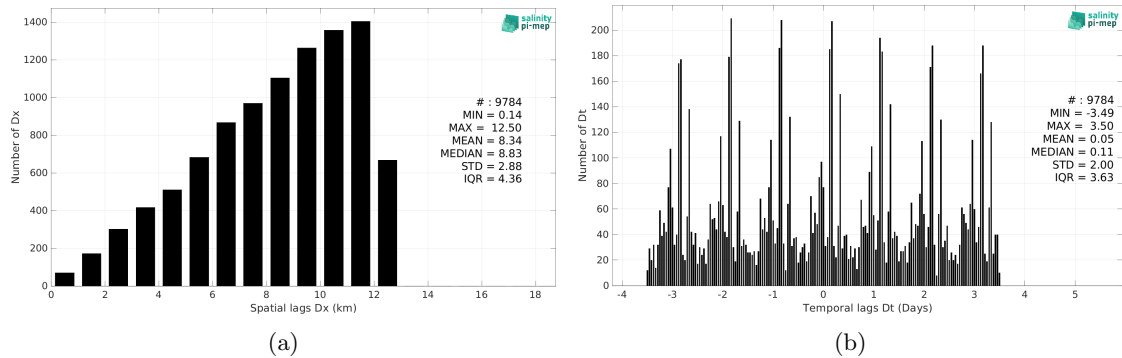 1400
1200
1000
800
600
400
200
0
Number of Dx
salinity
pi-mep
# : 9784
MIN = 0.14
MAX = 12.50
MEAN = 8.34
MEDIAN = 8.83
STD = 2.88
IQR = 4.36
0 2 4 6 8 10 12 14 16 18
Spatial lags Dx (km)
(a)
200
180
160
140
120
100
80
60
40
20
0
Number of Dt
salinity
pi-mep
# : 9784
MIN = -3.49
MAX = 3.50
MEAN = 0.05
MEDIAN = 0.11
STD = 2.00
IQR = 3.63
-4 -3 -2 -1 0 1 2 3 4 5
Temporal lags Dt (Days)
(b)